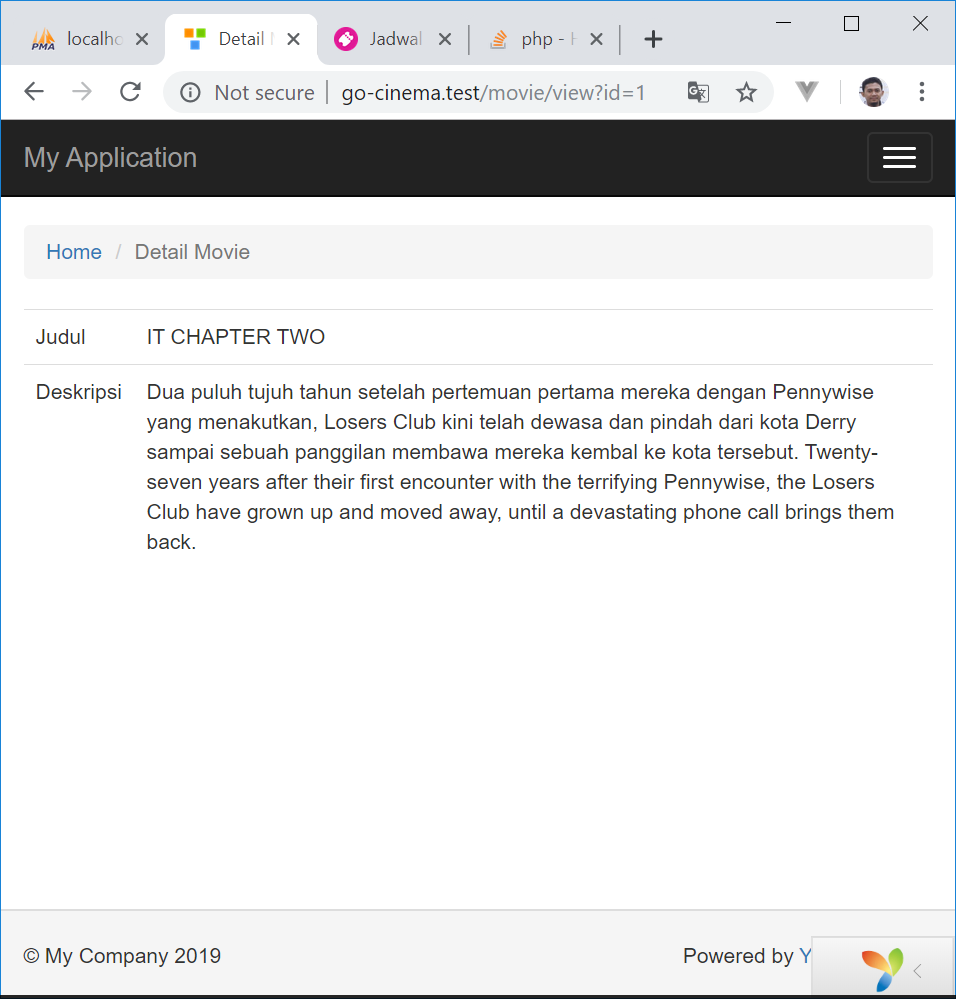 PMA localho Detail Jadwal php -
Not secure go-cinema.test/movie/view?id=1
My Application
Home / Detail Movie
Judul IT CHAPTER TWO
Deskripsi Dua puluh tujuh tahun setelah pertemuan pertama mereka dengan Pennywise
yang menakutkan, Losers Club kini telah dewasa dan pindah dari kota Derry
sampai sebuah panggilan membawa mereka kembal ke kota tersebut. Twenty-
seven years after their first encounter with the terrifying Pennywise, the Losers
Club have grown up and moved away, until a devastating phone call brings them
back.
© My Company 2019 Powered by Y